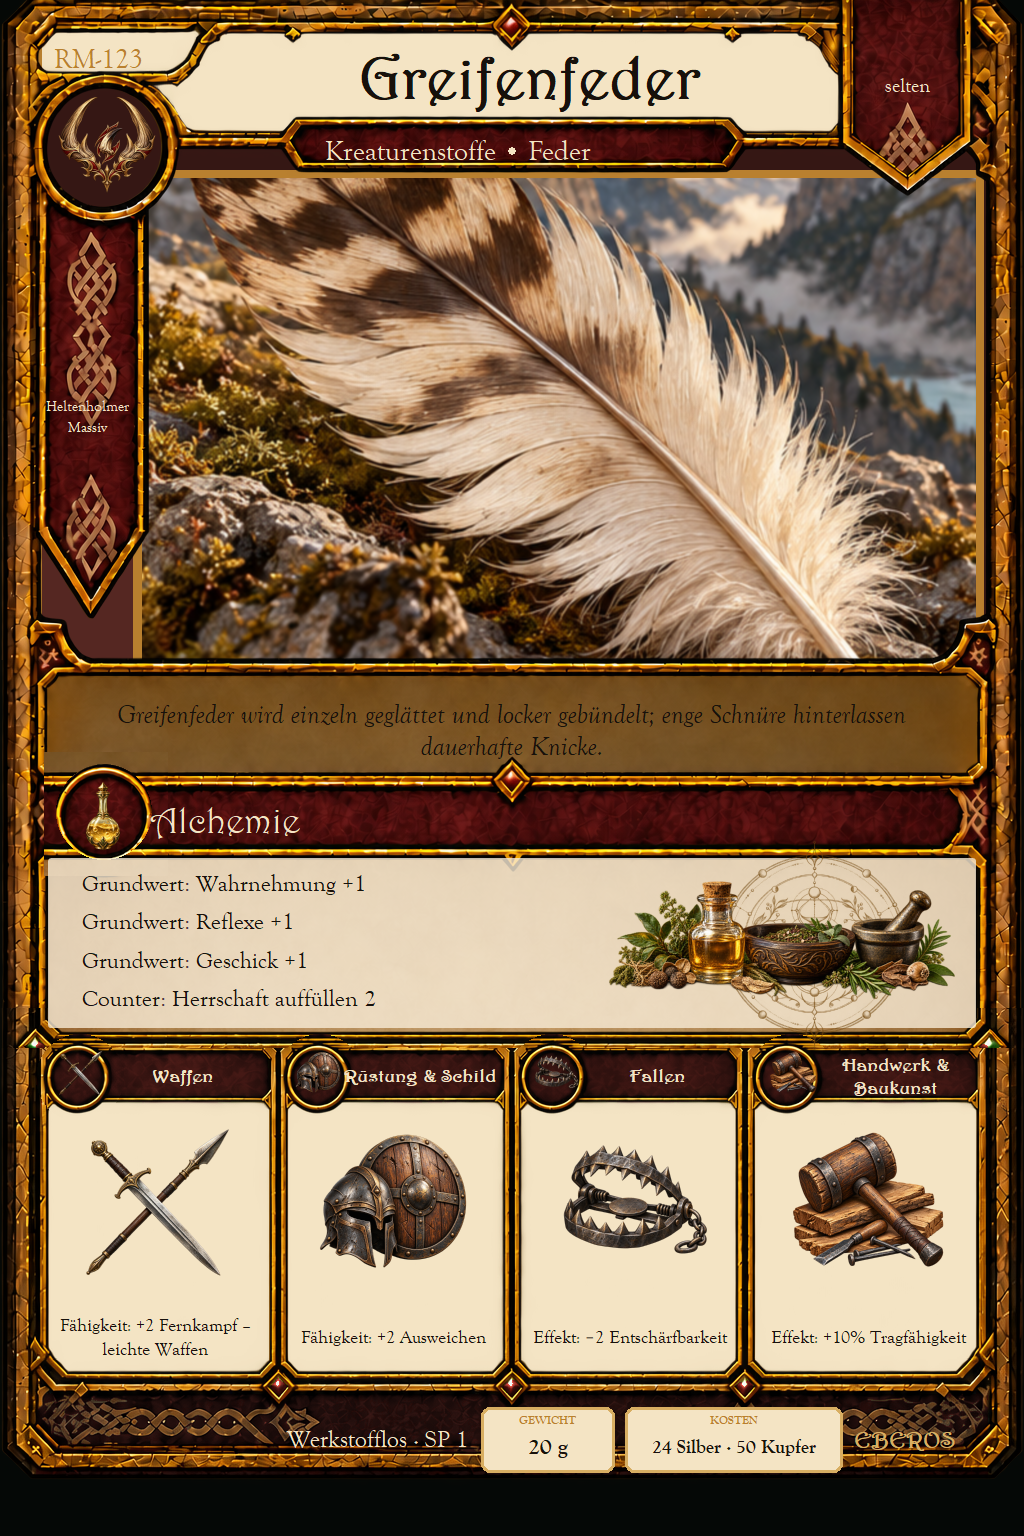 RM-123
Greifenfeder
selten
Kreaturenstoffe • Feder
Heltenholmer
Massiv
Greifenfeder wird einzeln geglättet und locker gebündelt; enge Schnüre hinterlassen
dauerhafte Knicke.
Alchemie
Grundwert: Wahrnehmung +1
Grundwert: Reflexe +1
Grundwert: Geschick +1
Counter: Herrschaft auffüllen 2
Waffen
Rüstung & Schild
Fallen
Handwerk &
Baukunst
Fähigkeit: +2 Fernkampf –
leichte Waffen
Fähigkeit: +2 Ausweichen
Effekt: −2 Entschärfbarkeit
Effekt: +10% Tragfähigkeit
Werkstofflos · SP 1
GEWICHT
20 g
KOSTEN
24 Silber · 50 Kupfer
EBEROS